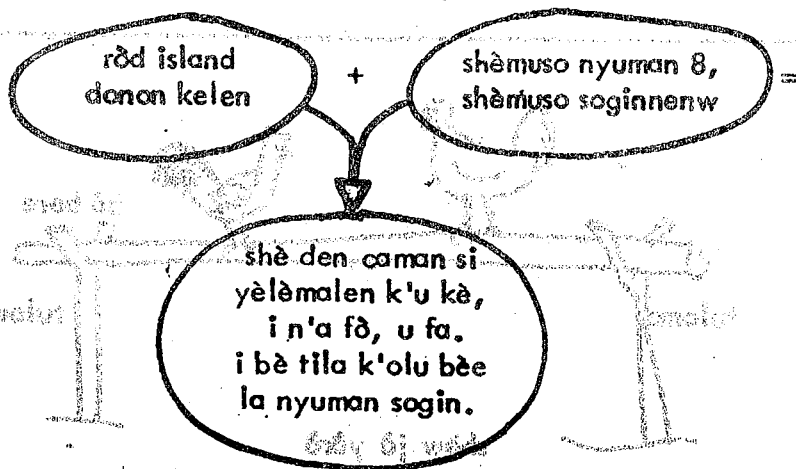 ròd island
donon kelen
+
shèmuso nyuman 8,
shèmuso soginnenw
=
shè den caman si
yèlèmalen k'u kè,
i n'a fò, u fa.
i bè tila k'olu bèe
la nyuman sogin.